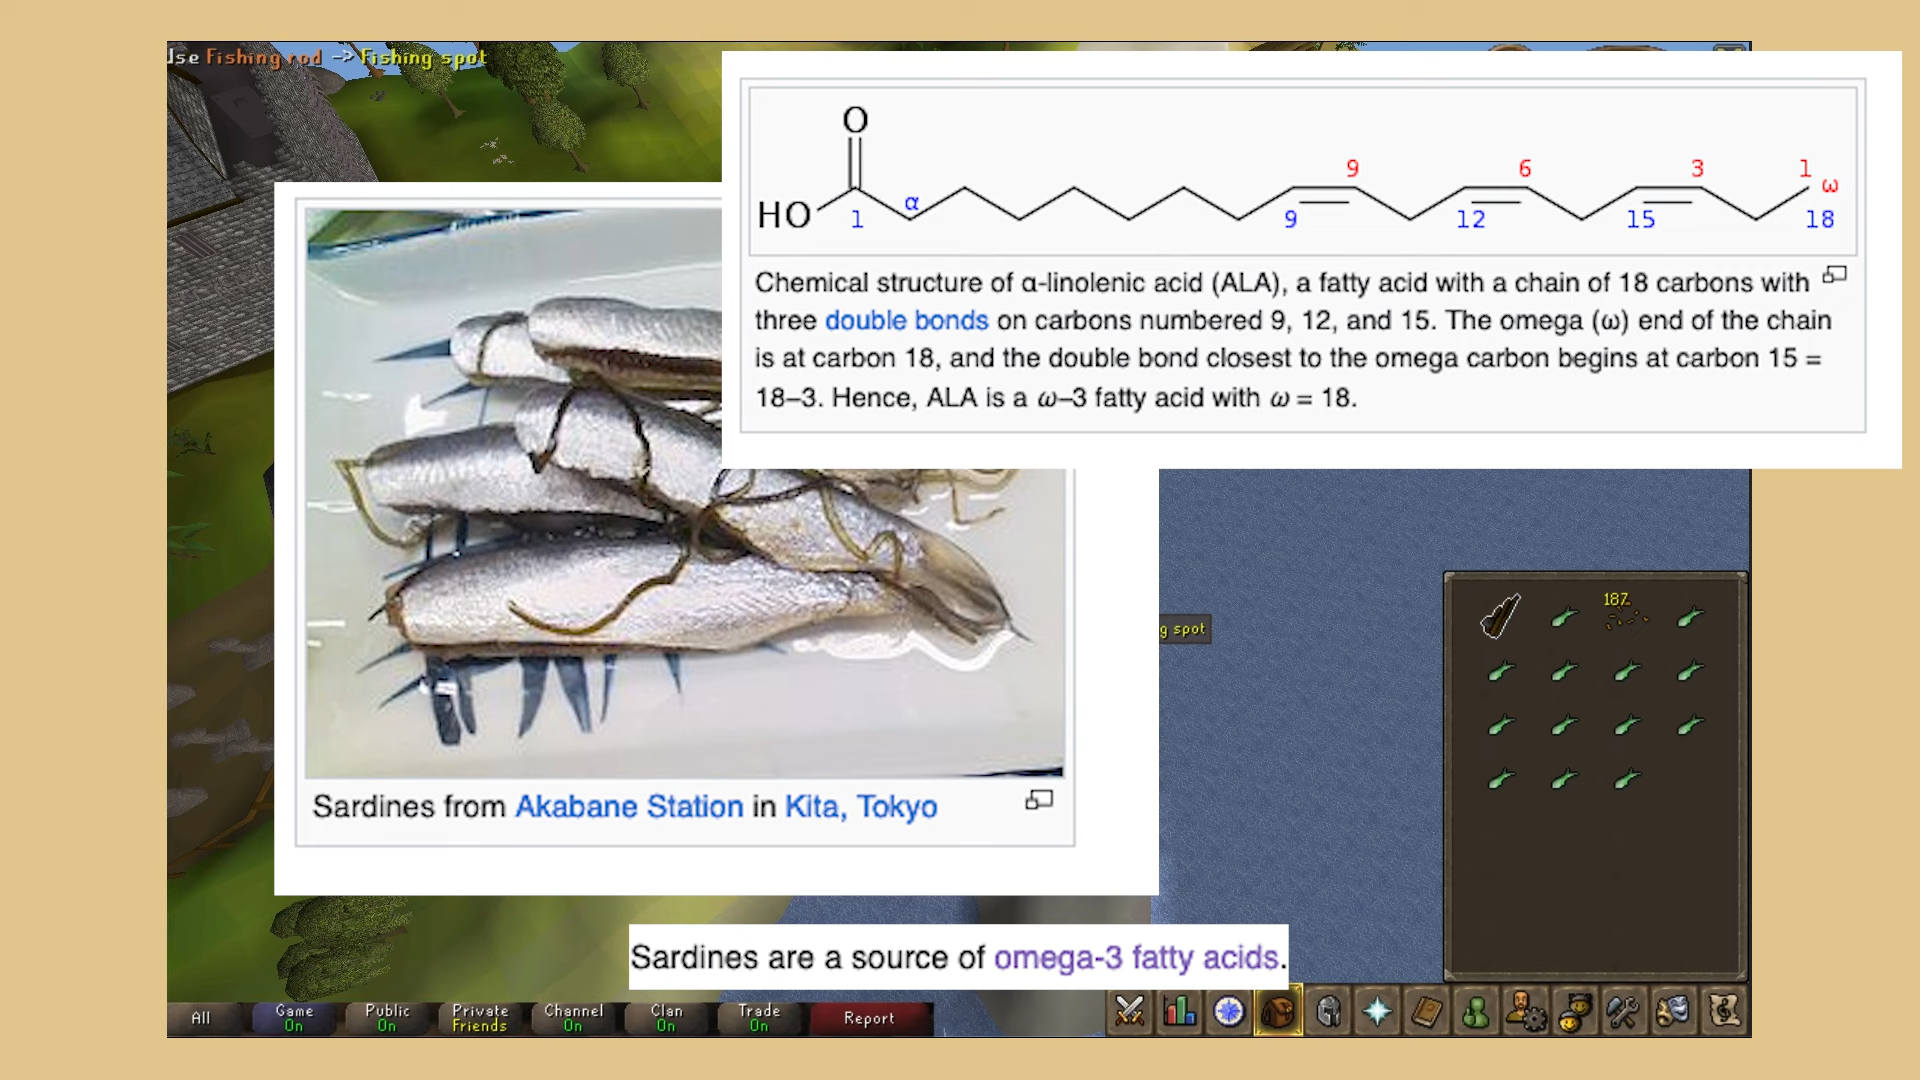 Use Fishing rod -> Fishing spot
O
HO
1
α
9
6
3
1
ω
9
12
15
18
Chemical structure of α-linolenic acid (ALA), a fatty acid with a chain of 18 carbons with
three double bonds on carbons numbered 9, 12, and 15. The omega (ω) end of the chain
is at carbon 18, and the double bond closest to the omega carbon begins at carbon 15 =
18–3. Hence, ALA is a ω–3 fatty acid with ω = 18.
187
g spot
Sardines from Akabane Station in Kita, Tokyo
Sardines are a source of omega-3 fatty acids.
All
Game
On
Public
On
Private
Friends
Channel
On
Clan
On
Trade
On
Report